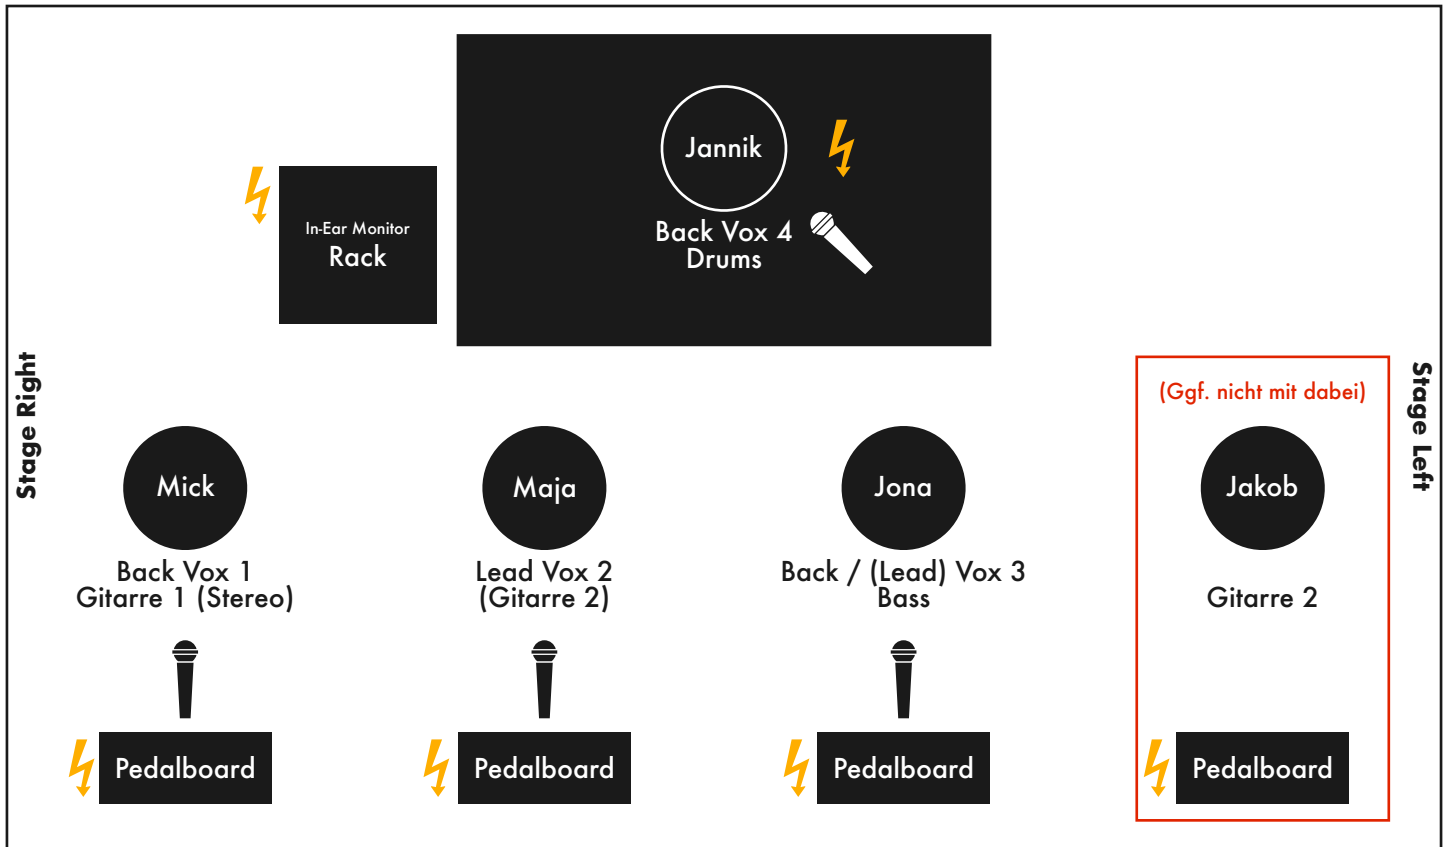 Jannik
Back Vox 4
Drums
In-Ear Monitor
Rack
Stage Right
Stage Left
(Ggf. nicht mit dabei)
Mick
Back Vox 1
Gitarre 1 (Stereo)
Pedalboard
Maja
Lead Vox 2
(Gitarre 2)
Pedalboard
Jona
Back / (Lead) Vox 3
Bass
Pedalboard
Jakob
Gitarre 2
Pedalboard